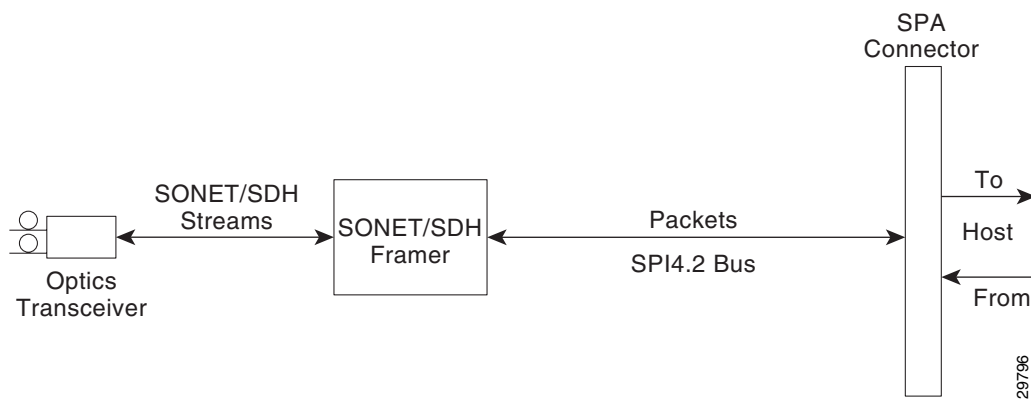 SPA
Connector
SONET/SDH
Streams
SONET/SDH
Framer
Packets
SPI4.2 Bus
To
Host
From
Optics
Transceiver
29796